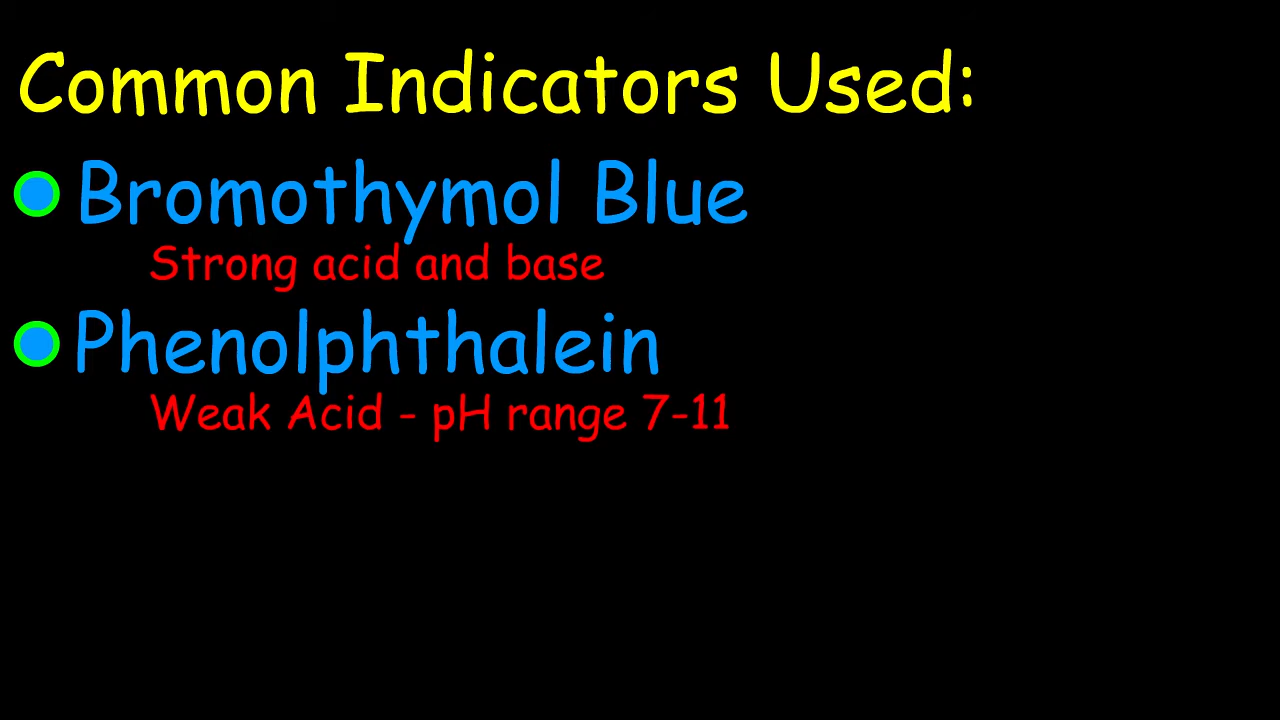 Common Indicators Used:
Bromothymol Blue
Strong acid and base
Phenolphthalein
Weak Acid - pH range 7-11